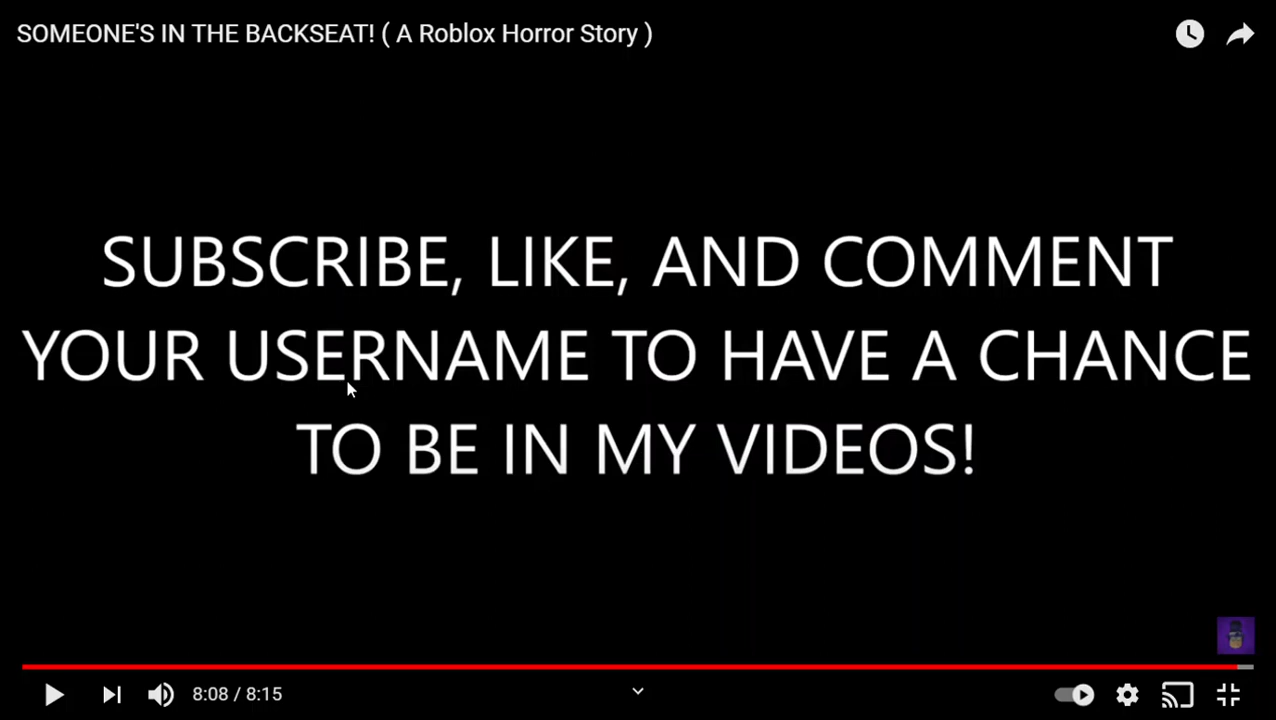 SOMEONE'S IN THE BACKSEAT! ( A Roblox Horror Story )
SUBSCRIBE, LIKE, AND COMMENT
YOUR USERNAME TO HAVE A CHANCE
TO BE IN MY VIDEOS!
8:08 / 8:15